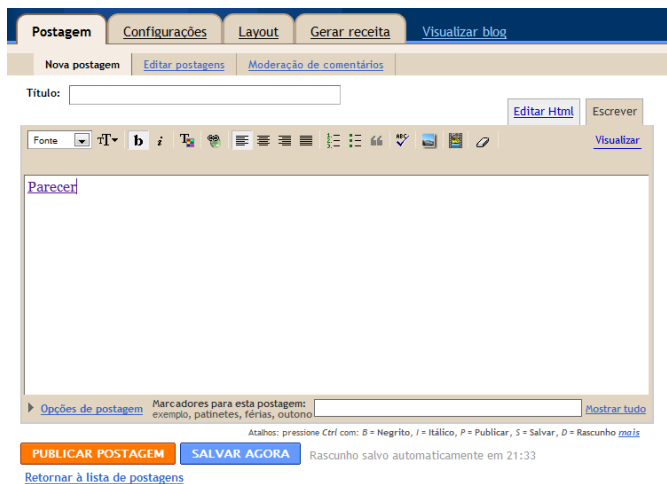 Postagem Configurações Layout Gerar receita Visualizar blog
Nova postagem Editar postagens Moderação de comentários
Título:
Editar Html Escrever
Fonte Visualizar
Parecer
Opções de postagem Marcadores para esta postagem:
exemplo, patinetes, férias, outono Mostrar tudo
Atalhos: pressione Ctrl com: B = Negrito, I = Itálico, P = Publicar, S = Salvar, D = Rascunho mais
PUBLICAR POSTAGEM SALVAR AGORA Rascunho salvo automaticamente em 21:33
Retornar à lista de postagens